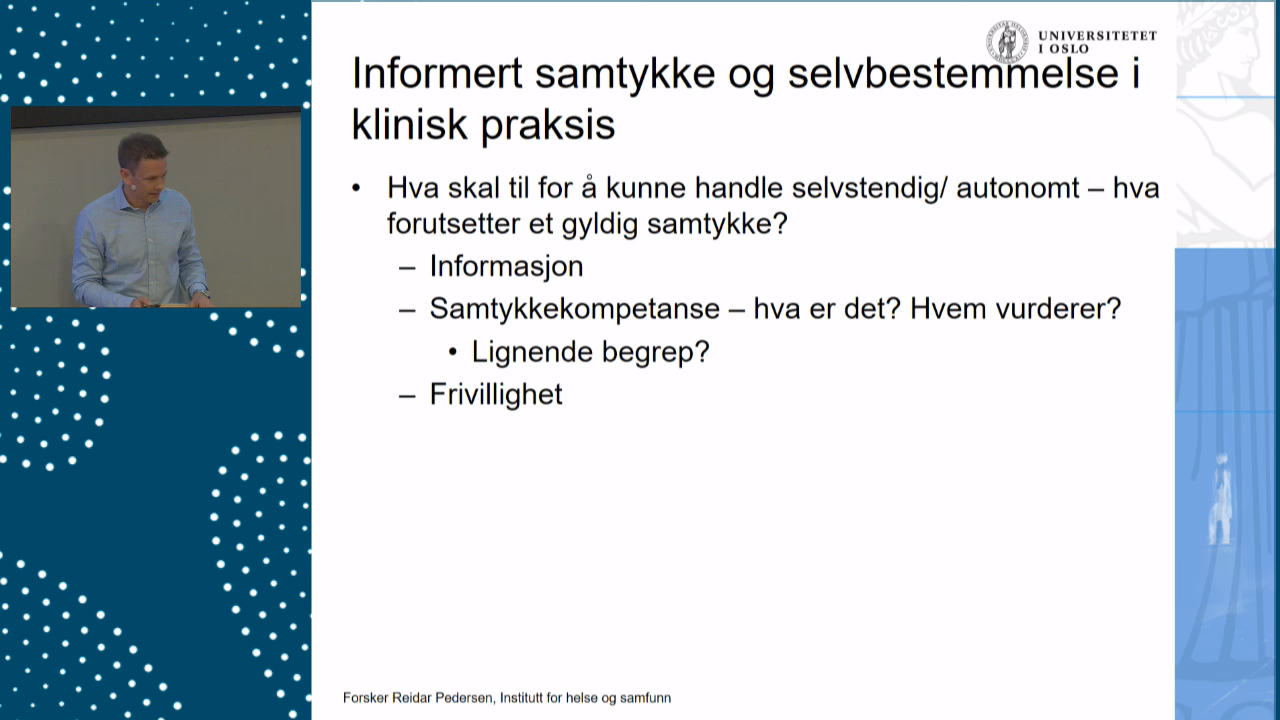 UNIVERSITETET
I OSLO
Informert samtykke og selvbestemmelse i
klinisk praksis
• Hva skal til for å kunne handle selvstendig/ autonomt – hva
forutsetter et gyldig samtykke?
– Informasjon
– Samtykkekompetanse – hva er det? Hvem vurderer?
• Lignende begrep?
– Frivillighet
Forsker Reidar Pedersen, Institutt for helse og samfunn